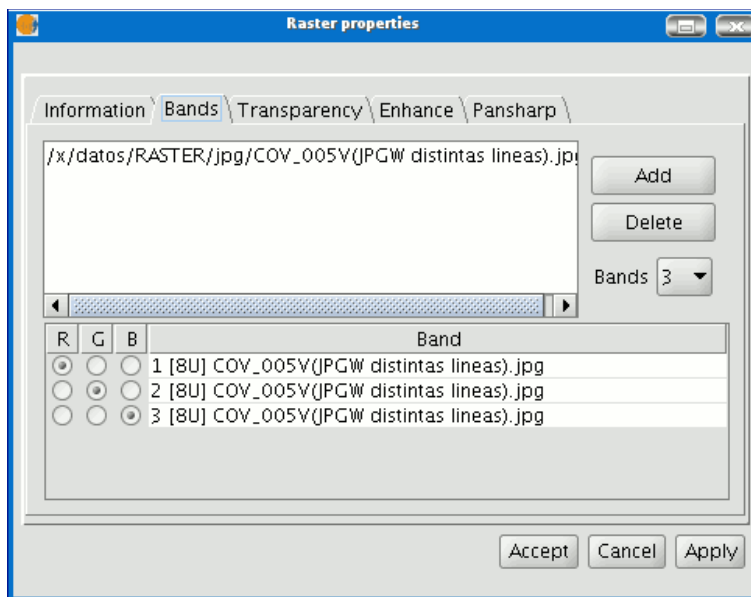 Raster properties
Information Bands Transparency Enhance Pansharp
/x/datos/RASTER/jpg/COV_005V(JPGW distintas lineas).jp
Add
Delete
Bands 3
R G B Band
1 [8U] COV_005V(JPGW distintas lineas).jpg
2 [8U] COV_005V(JPGW distintas lineas).jpg
3 [8U] COV_005V(JPGW distintas lineas).jpg
Accept Cancel Apply